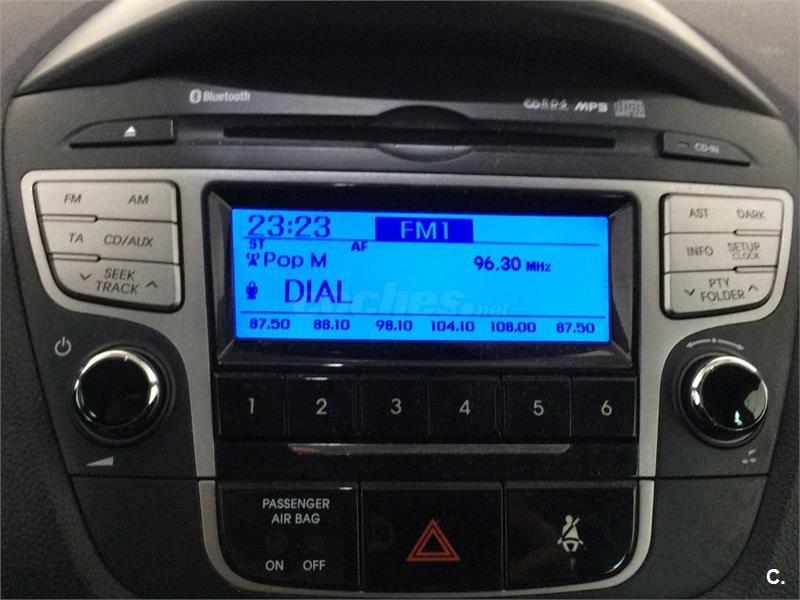 Bluetooth RDS MP3
CD-IN
FM AM
TA CD/AUX
SEEK
TRACK
23:23 FM1
ST AF
Pop M 96.30 MHz
DIAL
coches.net
87.50 88.10 98.10 104.10 108.00 87.50
AST DARK
INFO SETUP
CLOCK
PTY
FOLDER
1 2 3 4 5 6
PASSENGER
AIR BAG
ON OFF
C.